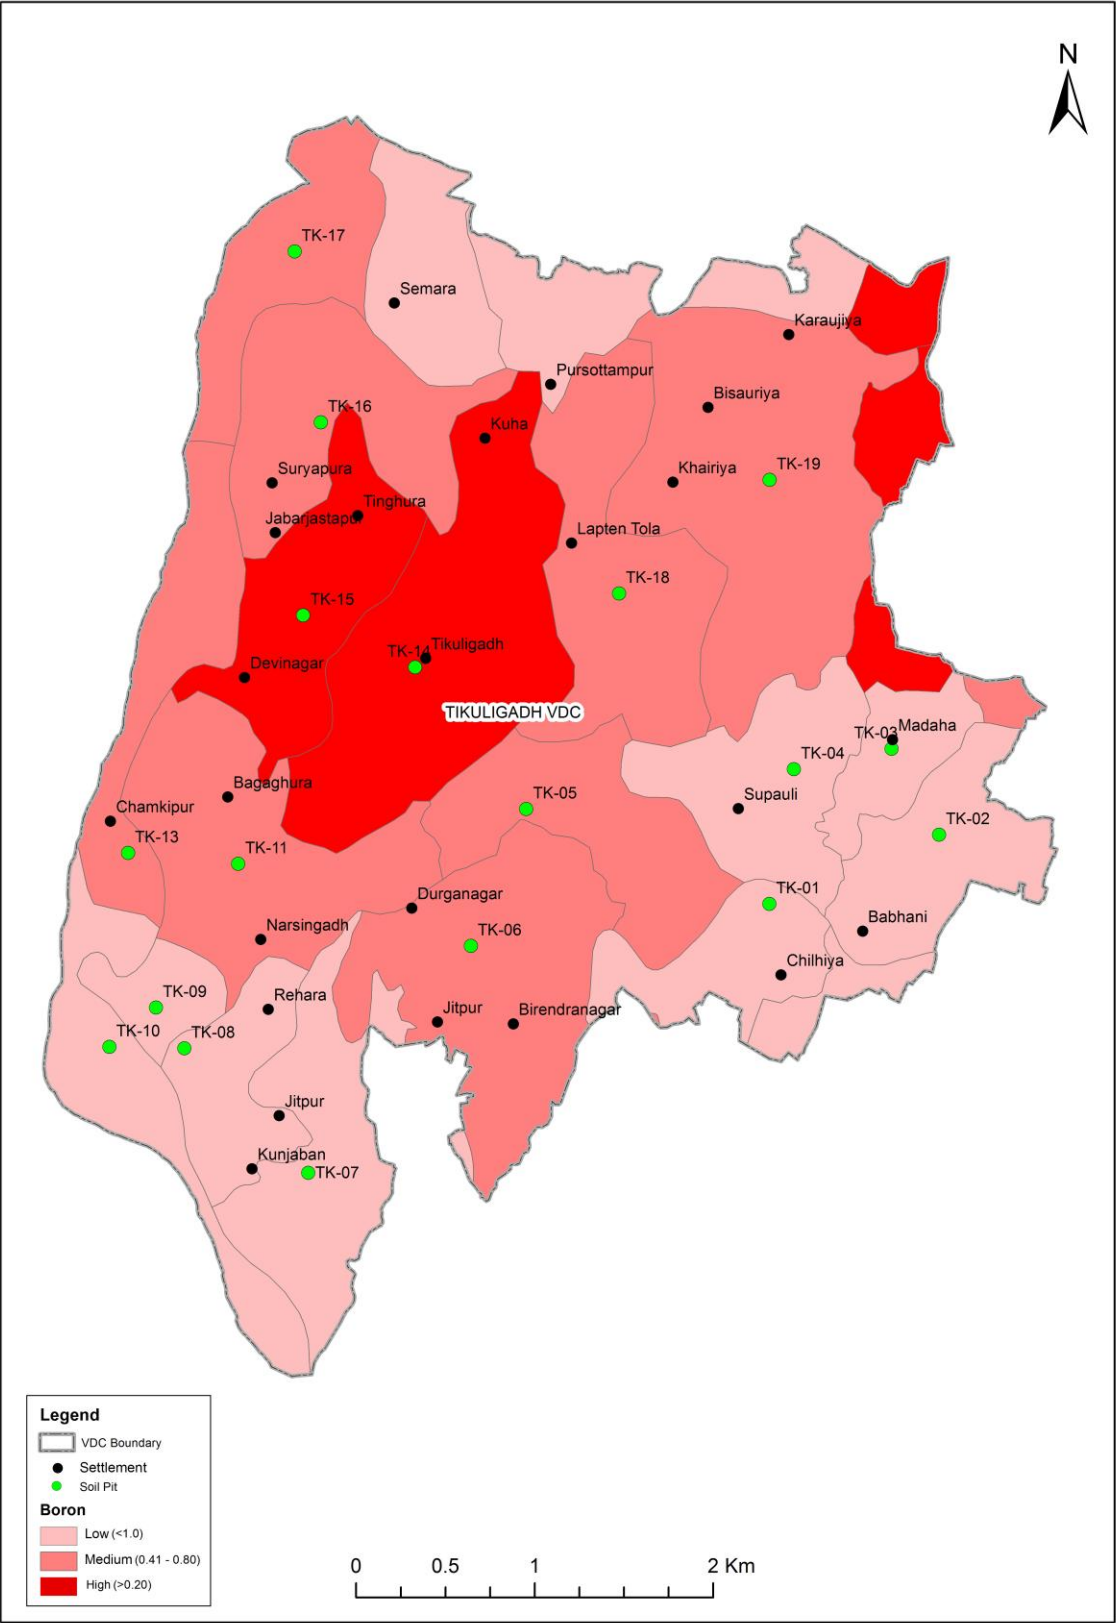 N
TK-17
Semara
Karaujiya
Pursottampur
Bisauriya
TK-16
Kuha
Suryapura
Khairiya
TK-19
Tinghura
Jabarjastapur
Lapten Tola
TK-18
TK-15
Tikuligadh
TK-14
Devinagar
TIKULIGADH VDC
Madaha
TK-03
TK-04
Bagaghura
TK-05
Supauli
Chamkipur
TK-02
TK-13
TK-11
TK-01
Durganagar
Babhani
Narsingadh
TK-06
Chilhiya
TK-09
Rehara
Jitpur
Birendranagar
TK-10
TK-08
Jitpur
Kunjaban
TK-07
Legend
VDC Boundary
Settlement
Soil Pit
Boron
Low (<1.0)
Medium (0.41 - 0.80)
High (>0.20)
0 0.5 1 2 Km